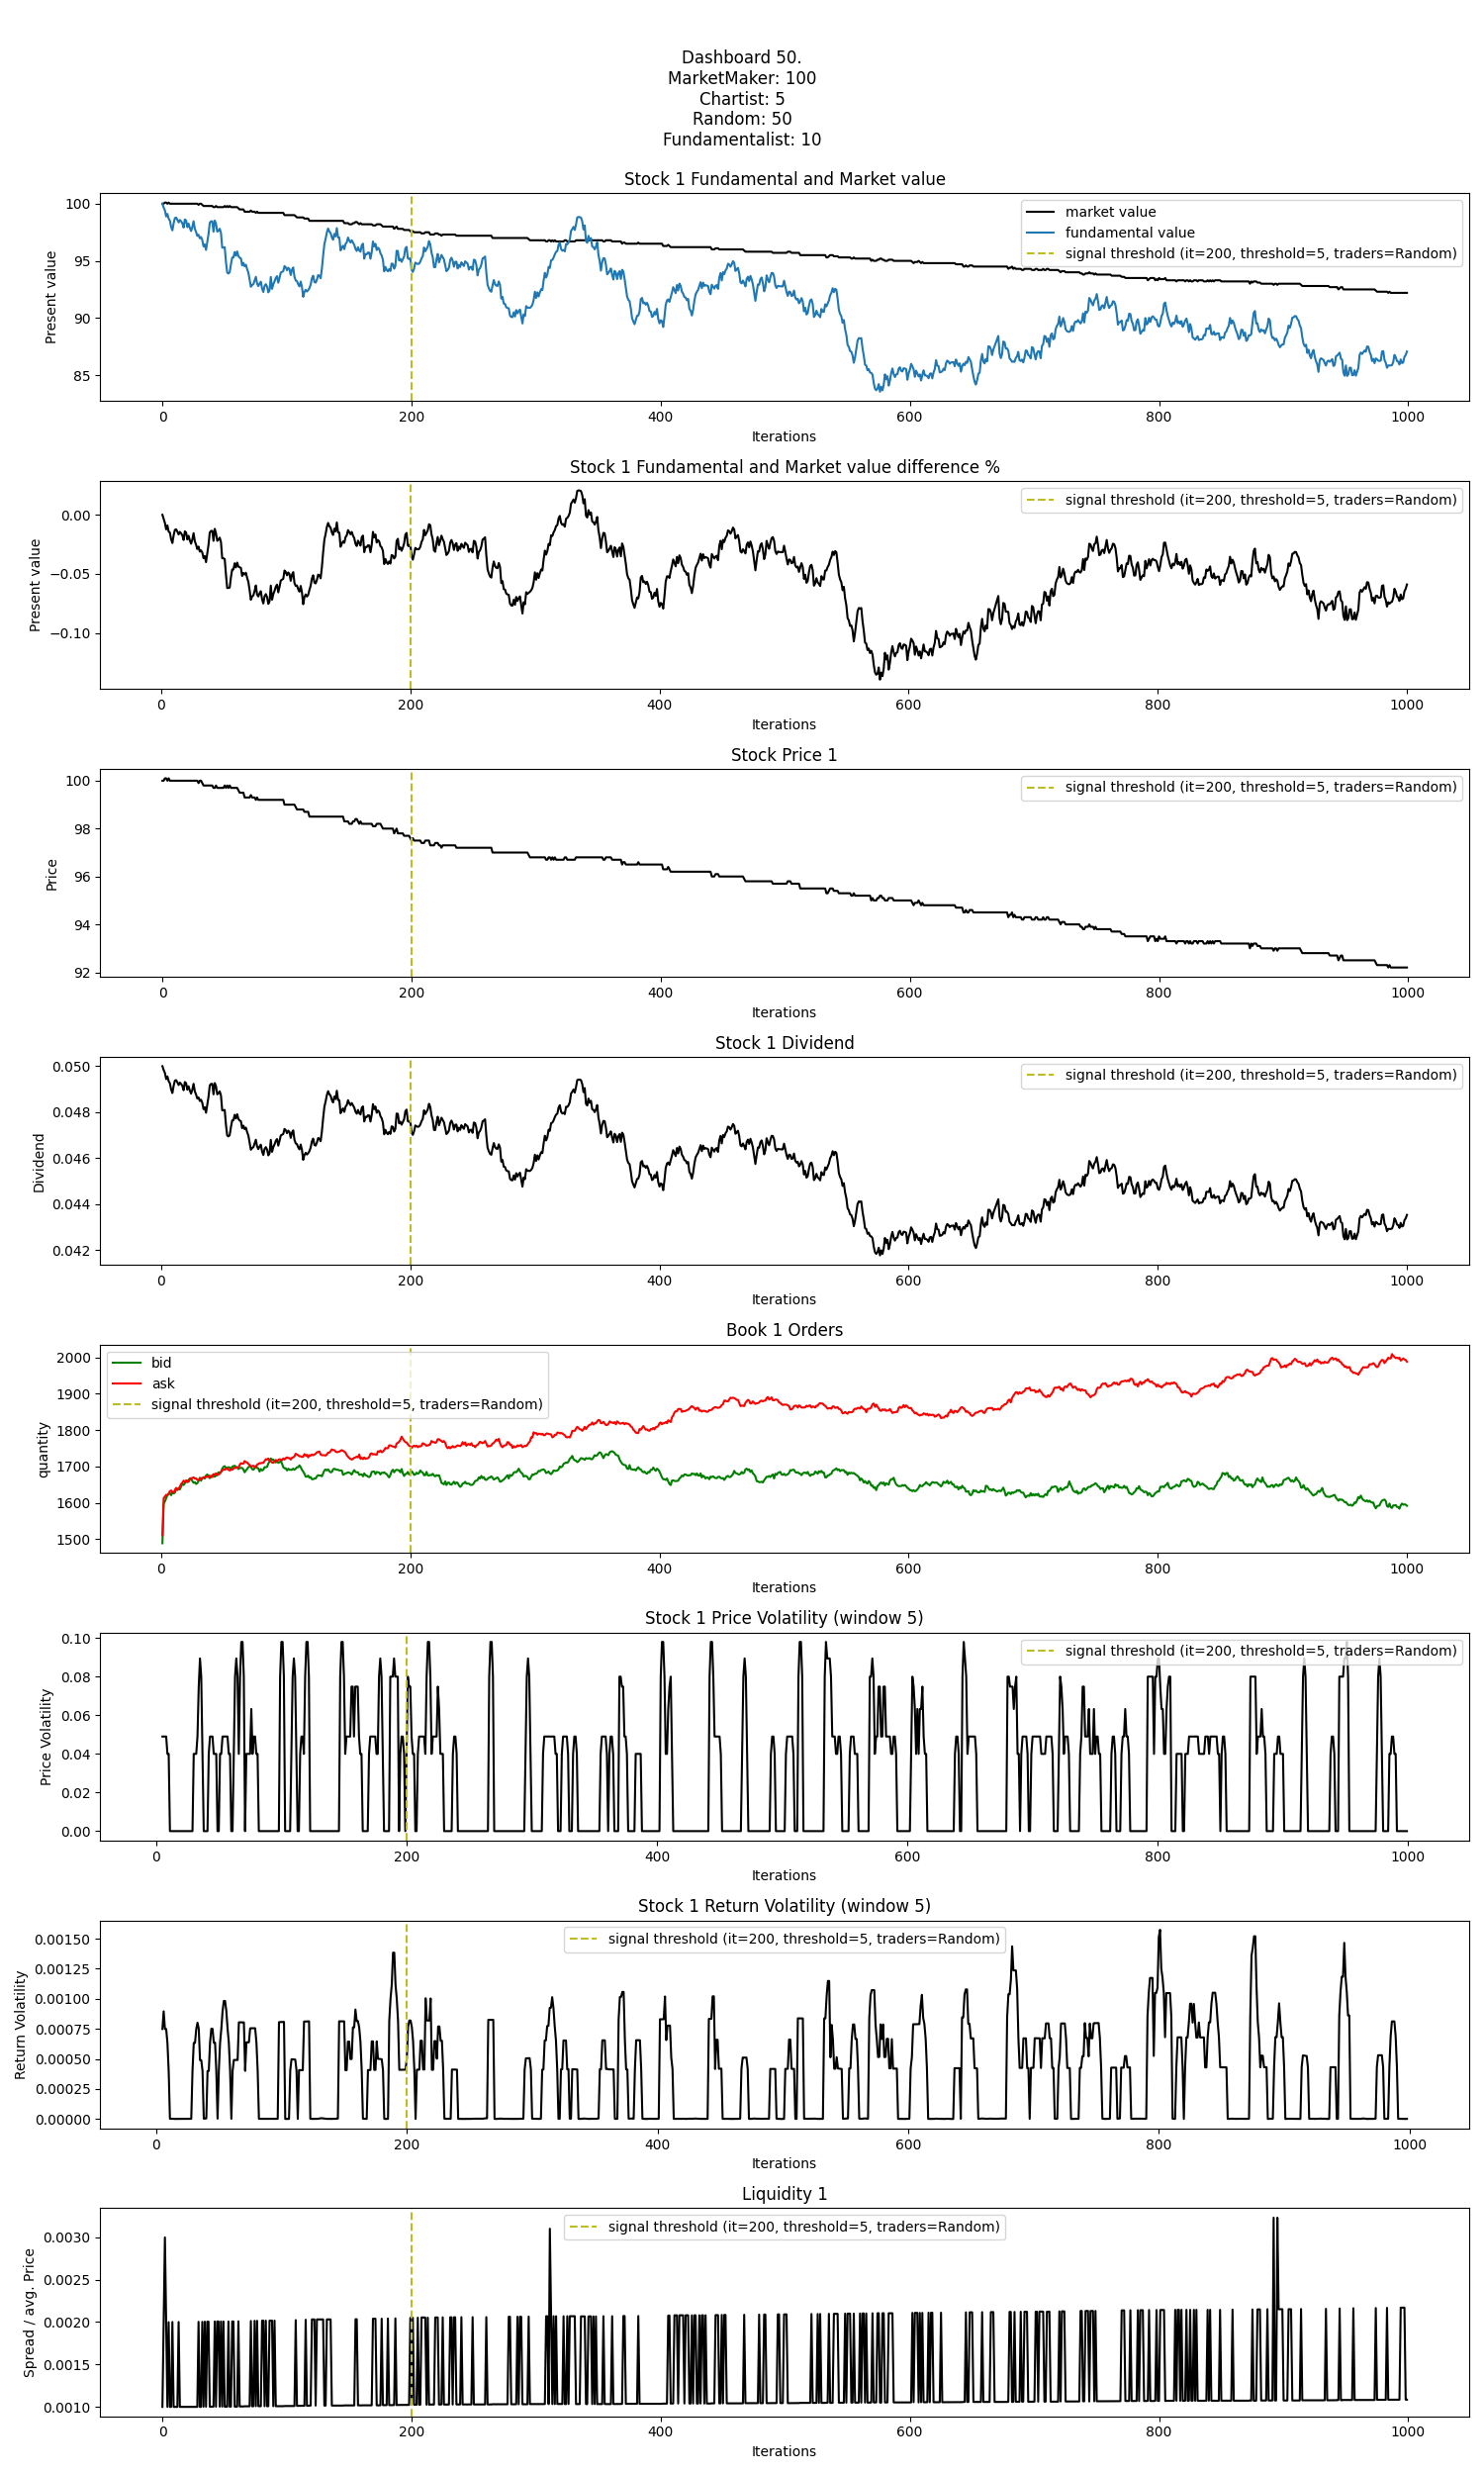 Dashboard 50.
MarketMaker: 100
Chartist: 5
Random: 50
Fundamentalist: 10
Stock 1 Fundamental and Market value
Present value
100
95
90
85
market value
fundamental value
signal threshold (it=200, threshold=5, traders=Random)
0 200 400 600 800 1000
Iterations
Stock 1 Fundamental and Market value difference %
Present value
0.00
−0.05
−0.10
signal threshold (it=200, threshold=5, traders=Random)
0 200 400 600 800 1000
Iterations
Stock Price 1
Price
100
98
96
94
92
signal threshold (it=200, threshold=5, traders=Random)
0 200 400 600 800 1000
Iterations
Stock 1 Dividend
Dividend
0.050
0.048
0.046
0.044
0.042
signal threshold (it=200, threshold=5, traders=Random)
0 200 400 600 800 1000
Iterations
Book 1 Orders
quantity
2000
1900
1800
1700
1600
1500
bid
ask
signal threshold (it=200, threshold=5, traders=Random)
0 200 400 600 800 1000
Iterations
Stock 1 Price Volatility (window 5)
Price Volatility
0.10
0.08
0.06
0.04
0.02
0.00
signal threshold (it=200, threshold=5, traders=Random)
0 200 400 600 800 1000
Iterations
Stock 1 Return Volatility (window 5)
Return Volatility
0.00150
0.00125
0.00100
0.00075
0.00050
0.00025
0.00000
signal threshold (it=200, threshold=5, traders=Random)
0 200 400 600 800 1000
Iterations
Liquidity 1
Spread / avg. Price
0.0030
0.0025
0.0020
0.0015
0.0010
signal threshold (it=200, threshold=5, traders=Random)
0 200 400 600 800 1000
Iterations